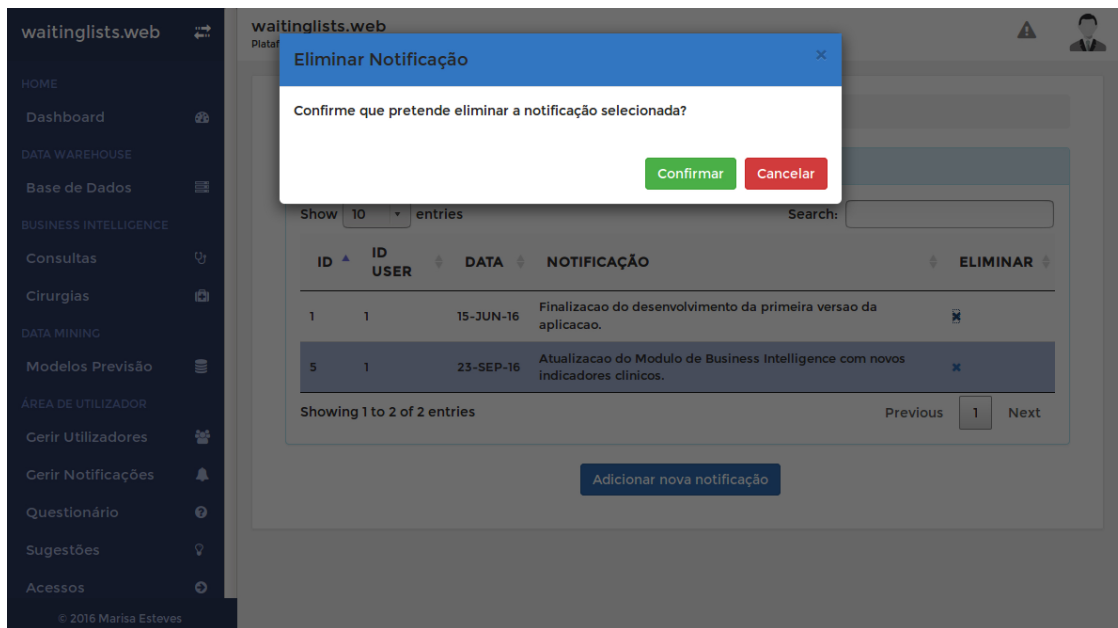 waitinglists.web
HOME
Dashboard
DATA WAREHOUSE
Base de Dados
BUSINESS INTELLIGENCE
Consultas
Cirurgias
DATA MINING
Modelos Previsão
ÁREA DE UTILIZADOR
Gerir Utilizadores
Gerir Notificações
Questionário
Sugestões
Acessos
© 2016 Marisa Esteves
waitinglists.web
Plataf
Eliminar Notificação ×
Confirme que pretende eliminar a notificação selecionada?
Confirmar Cancelar
Show 10 entries Search:
ID ID USER DATA NOTIFICAÇÃO ELIMINAR
1 1 15-JUN-16 Finalizacao do desenvolvimento da primeira versao da
aplicacao.
5 1 23-SEP-16 Atualizacao do Modulo de Business Intelligence com novos
indicadores clinicos.
Showing 1 to 2 of 2 entries Previous 1 Next
Adicionar nova notificação